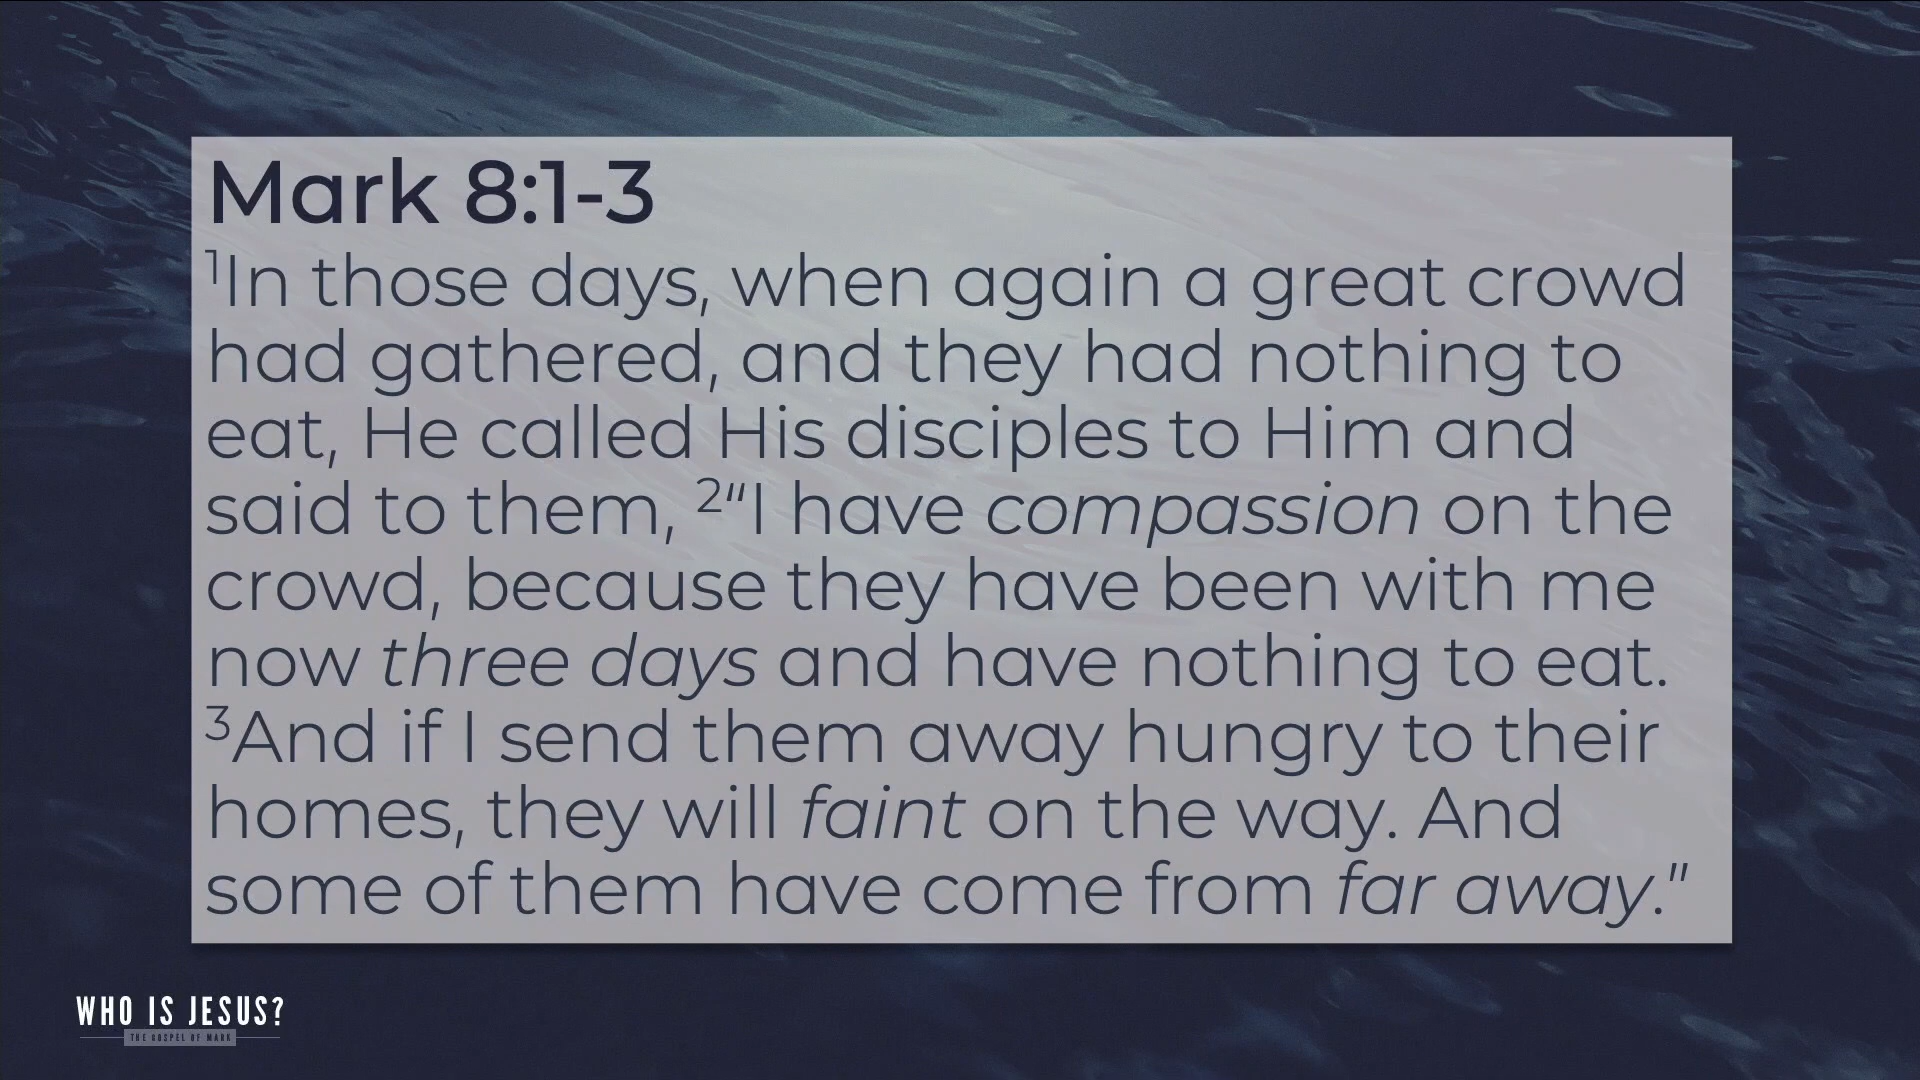 Mark 8:1-3
¹In those days, when again a great crowd
had gathered, and they had nothing to
eat, He called His disciples to Him and
said to them, ²“I have compassion on the
crowd, because they have been with me
now three days and have nothing to eat.
³And if I send them away hungry to their
homes, they will faint on the way. And
some of them have come from far away.”
WHO IS JESUS?
THE GOSPEL OF MARK